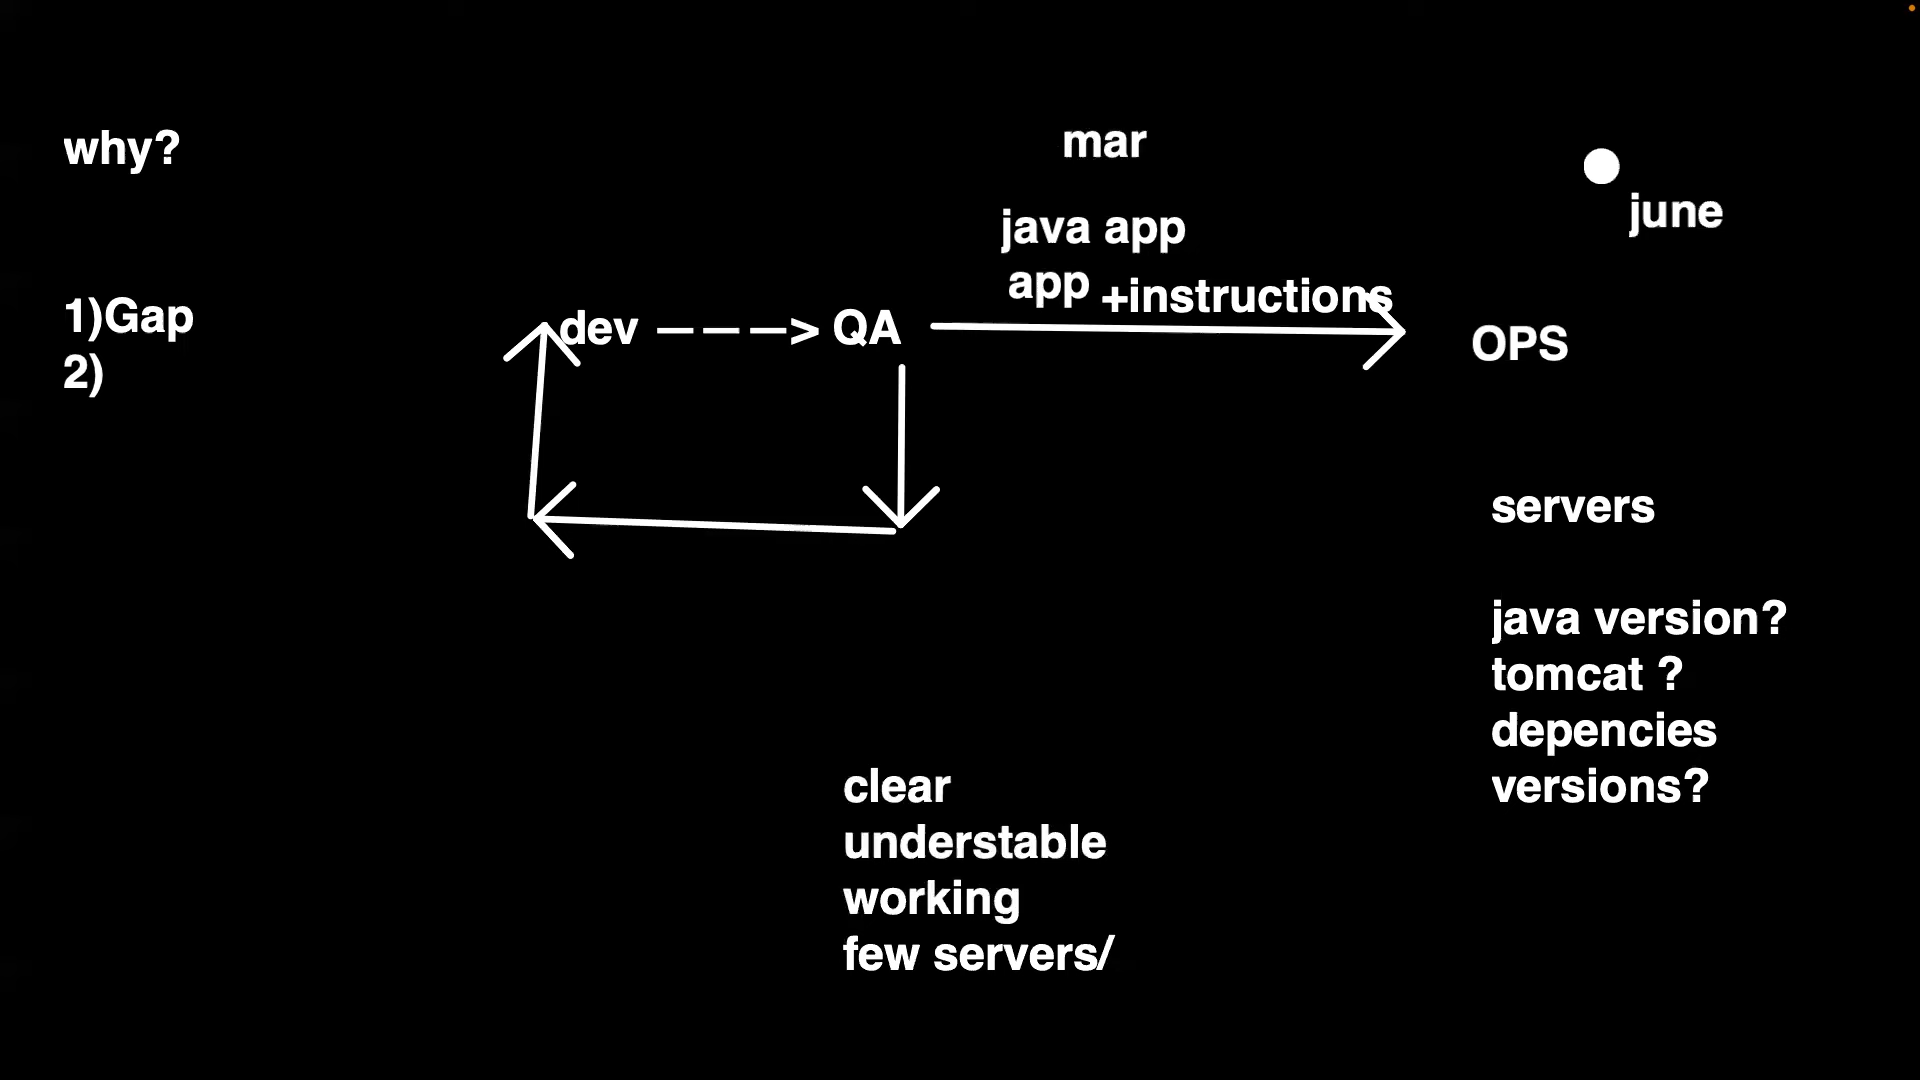 why?
mar
june
java app
app +instructions
1)Gap
2)
dev ———> QA
OPS
servers
java version?
tomcat ?
depencies
versions?
clear
understable
working
few servers/